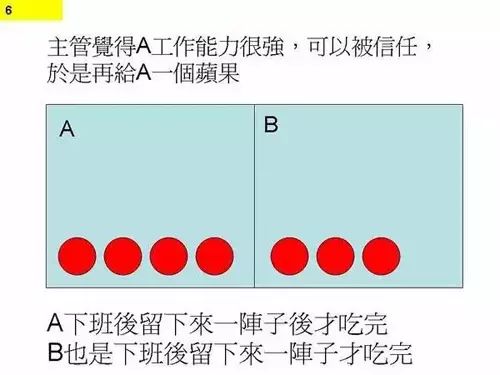 6
主管覺得A工作能力很強，可以被信任，
於是再給A一個蘋果
A
B
A下班後留下來一陣子後才吃完
B也是下班後留下來一陣子才吃完